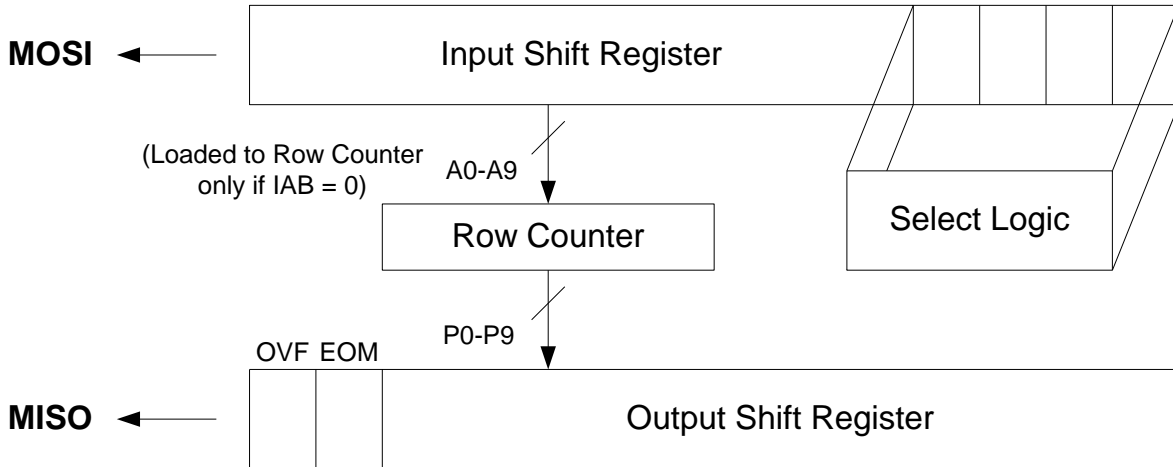 MOSI
Input Shift Register
(Loaded to Row Counter
only if IAB = 0)
A0-A9
Row Counter
Select Logic
P0-P9
OVF EOM
MISO
Output Shift Register